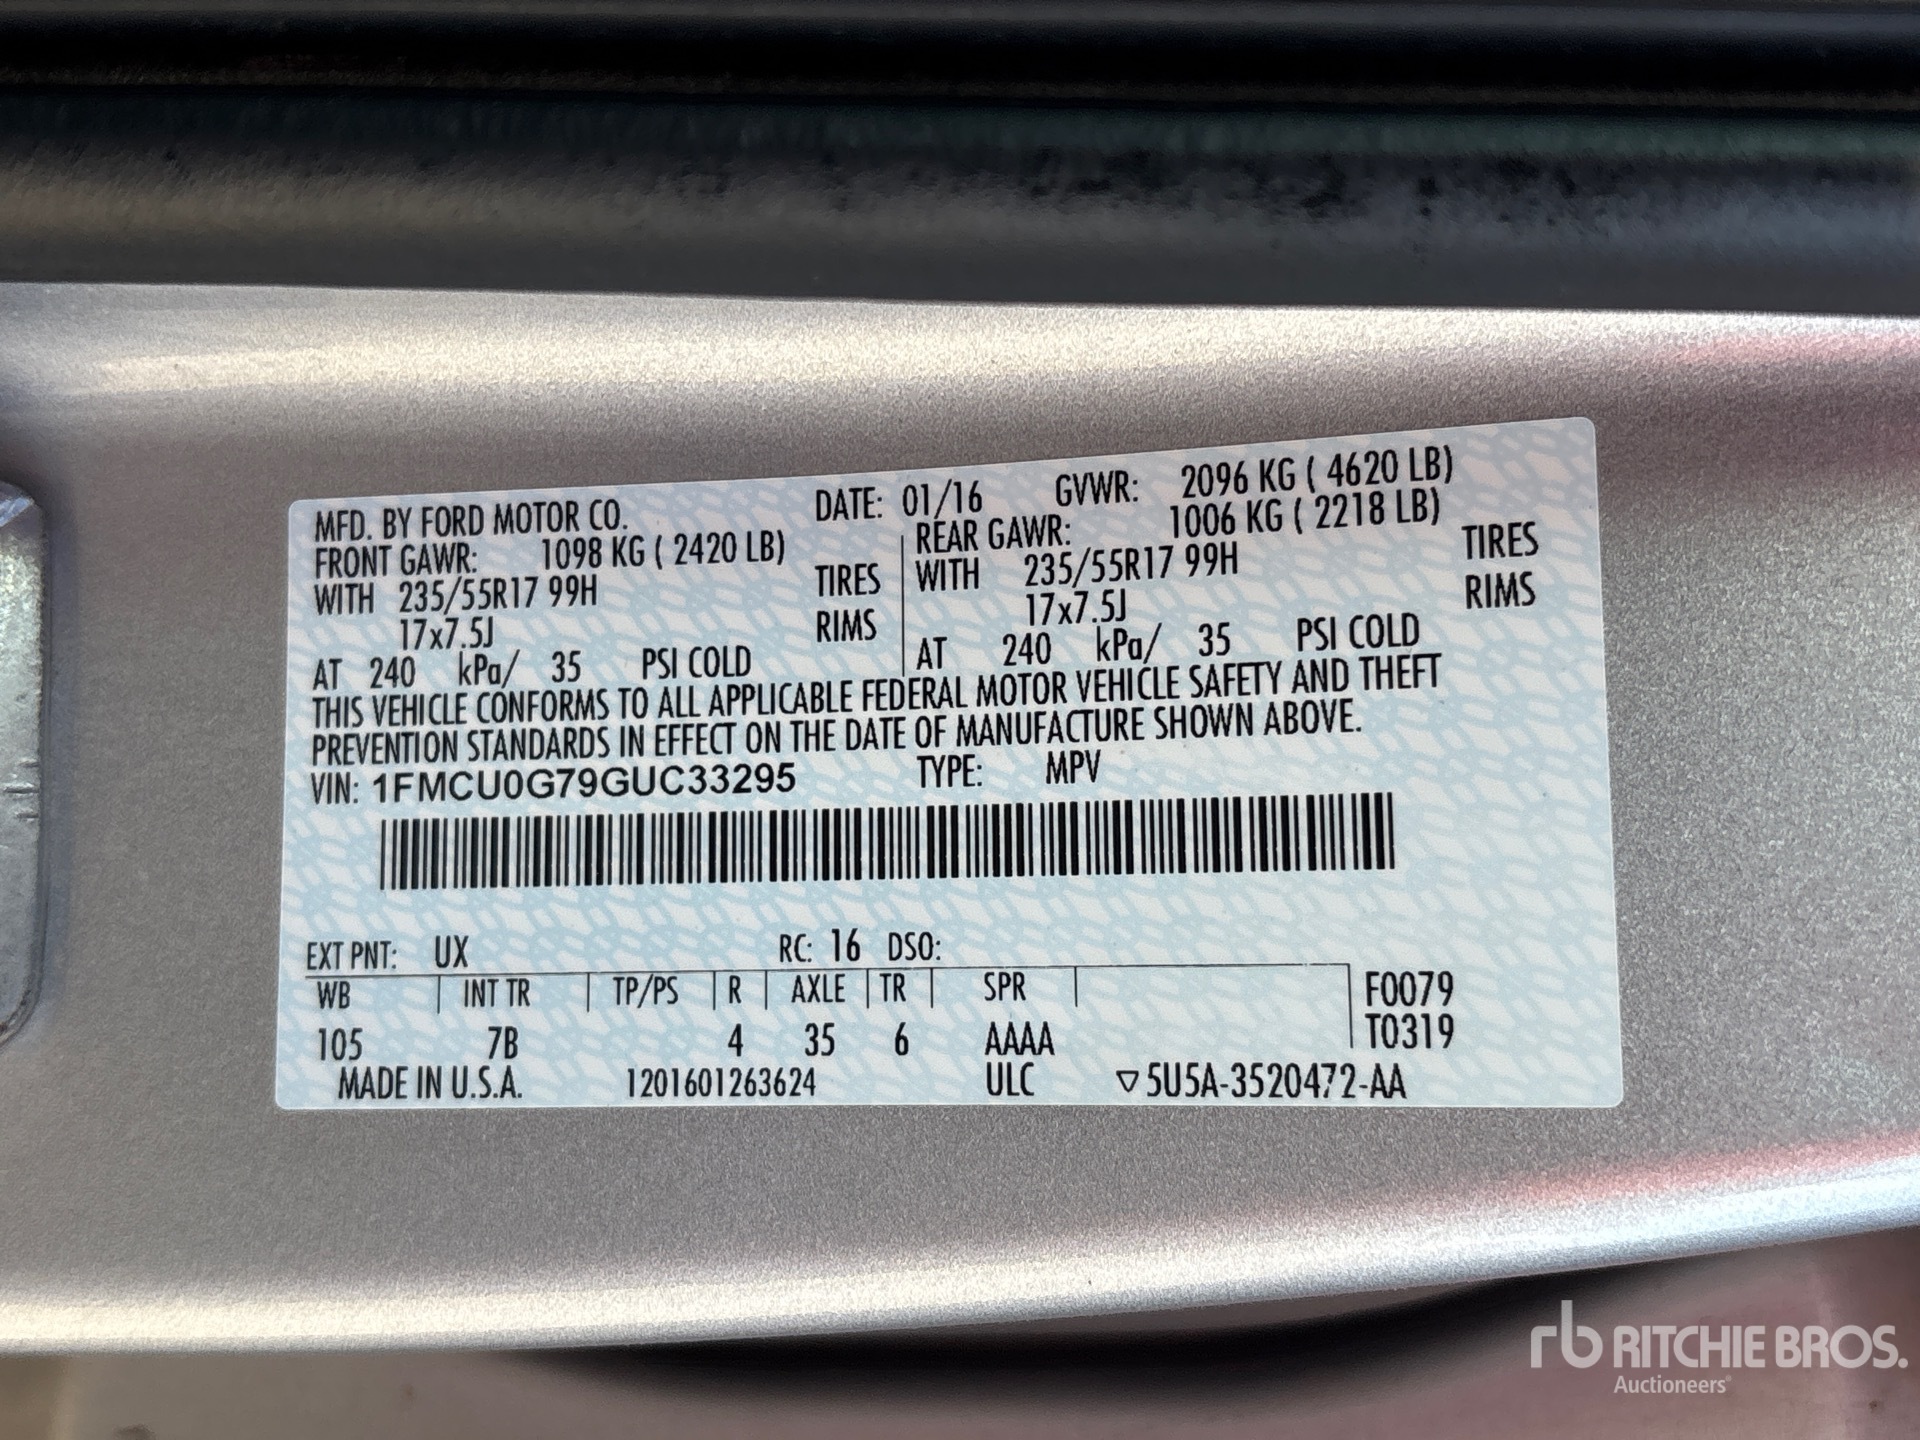 MFD. BY FORD MOTOR CO. DATE: 01/16 GVWR: 2096 KG ( 4620 LB)
FRONT GAWR: 1098 KG ( 2420 LB) REAR GAWR: 1006 KG ( 2218 LB)
WITH 235/55R17 99H TIRES WITH 235/55R17 99H TIRES
17x7.5J RIMS 17x7.5J RIMS
AT 240 kPa/ 35 PSI COLD AT 240 kPa/ 35 PSI COLD
THIS VEHICLE CONFORMS TO ALL APPLICABLE FEDERAL MOTOR VEHICLE SAFETY AND THEFT
PREVENTION STANDARDS IN EFFECT ON THE DATE OF MANUFACTURE SHOWN ABOVE.
VIN: 1FMCU0G79GUC33295 TYPE: MPV
EXT PNT: UX RC: 16 DSO:
WB INT TR TP/PS R AXLE TR SPR F0079
105 7B 4 35 6 AAAA T0319
MADE IN U.S.A. 1201601263624 ULC ▽5U5A-3520472-AA
rb RITCHIE BROS.
Auctioneers